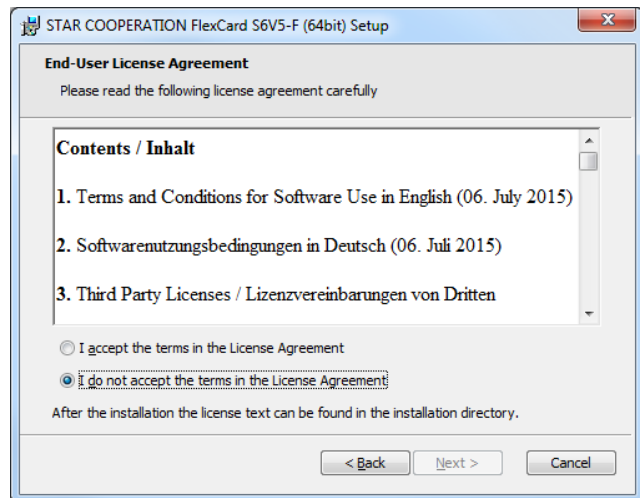 STAR COOPERATION FlexCard S6V5-F (64bit) Setup
End-User License Agreement
Please read the following license agreement carefully
Contents / Inhalt
1. Terms and Conditions for Software Use in English (06. July 2015)
2. Softwarenutzungsbedingungen in Deutsch (06. Juli 2015)
3. Third Party Licenses / Lizenzvereinbarungen von Dritten
I accept the terms in the License Agreement
I do not accept the terms in the License Agreement
After the installation the license text can be found in the installation directory.
< Back Next > Cancel